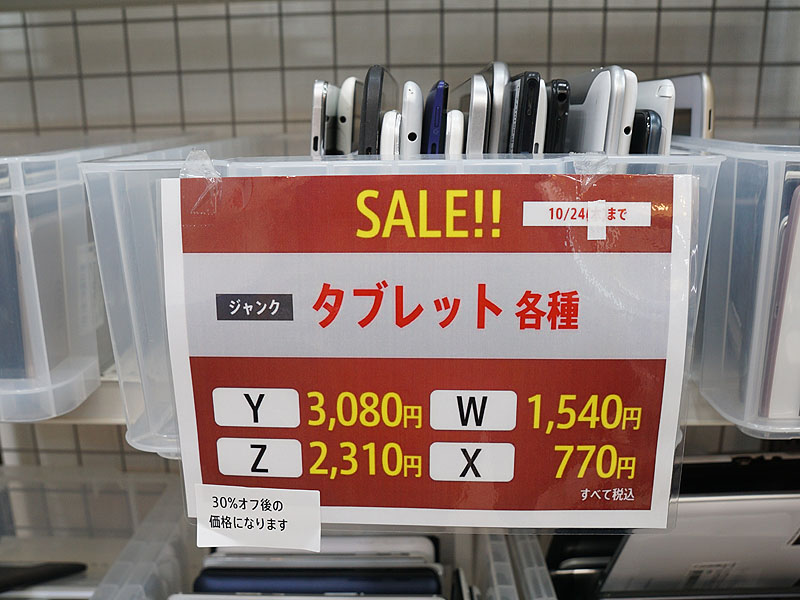 SALE!!
10/24(木)まで
ジャンク タブレット 各種
Y 3,080円 W 1,540円
Z 2,310円 X 770円
すべて税込
30%オフ後の
価格になります